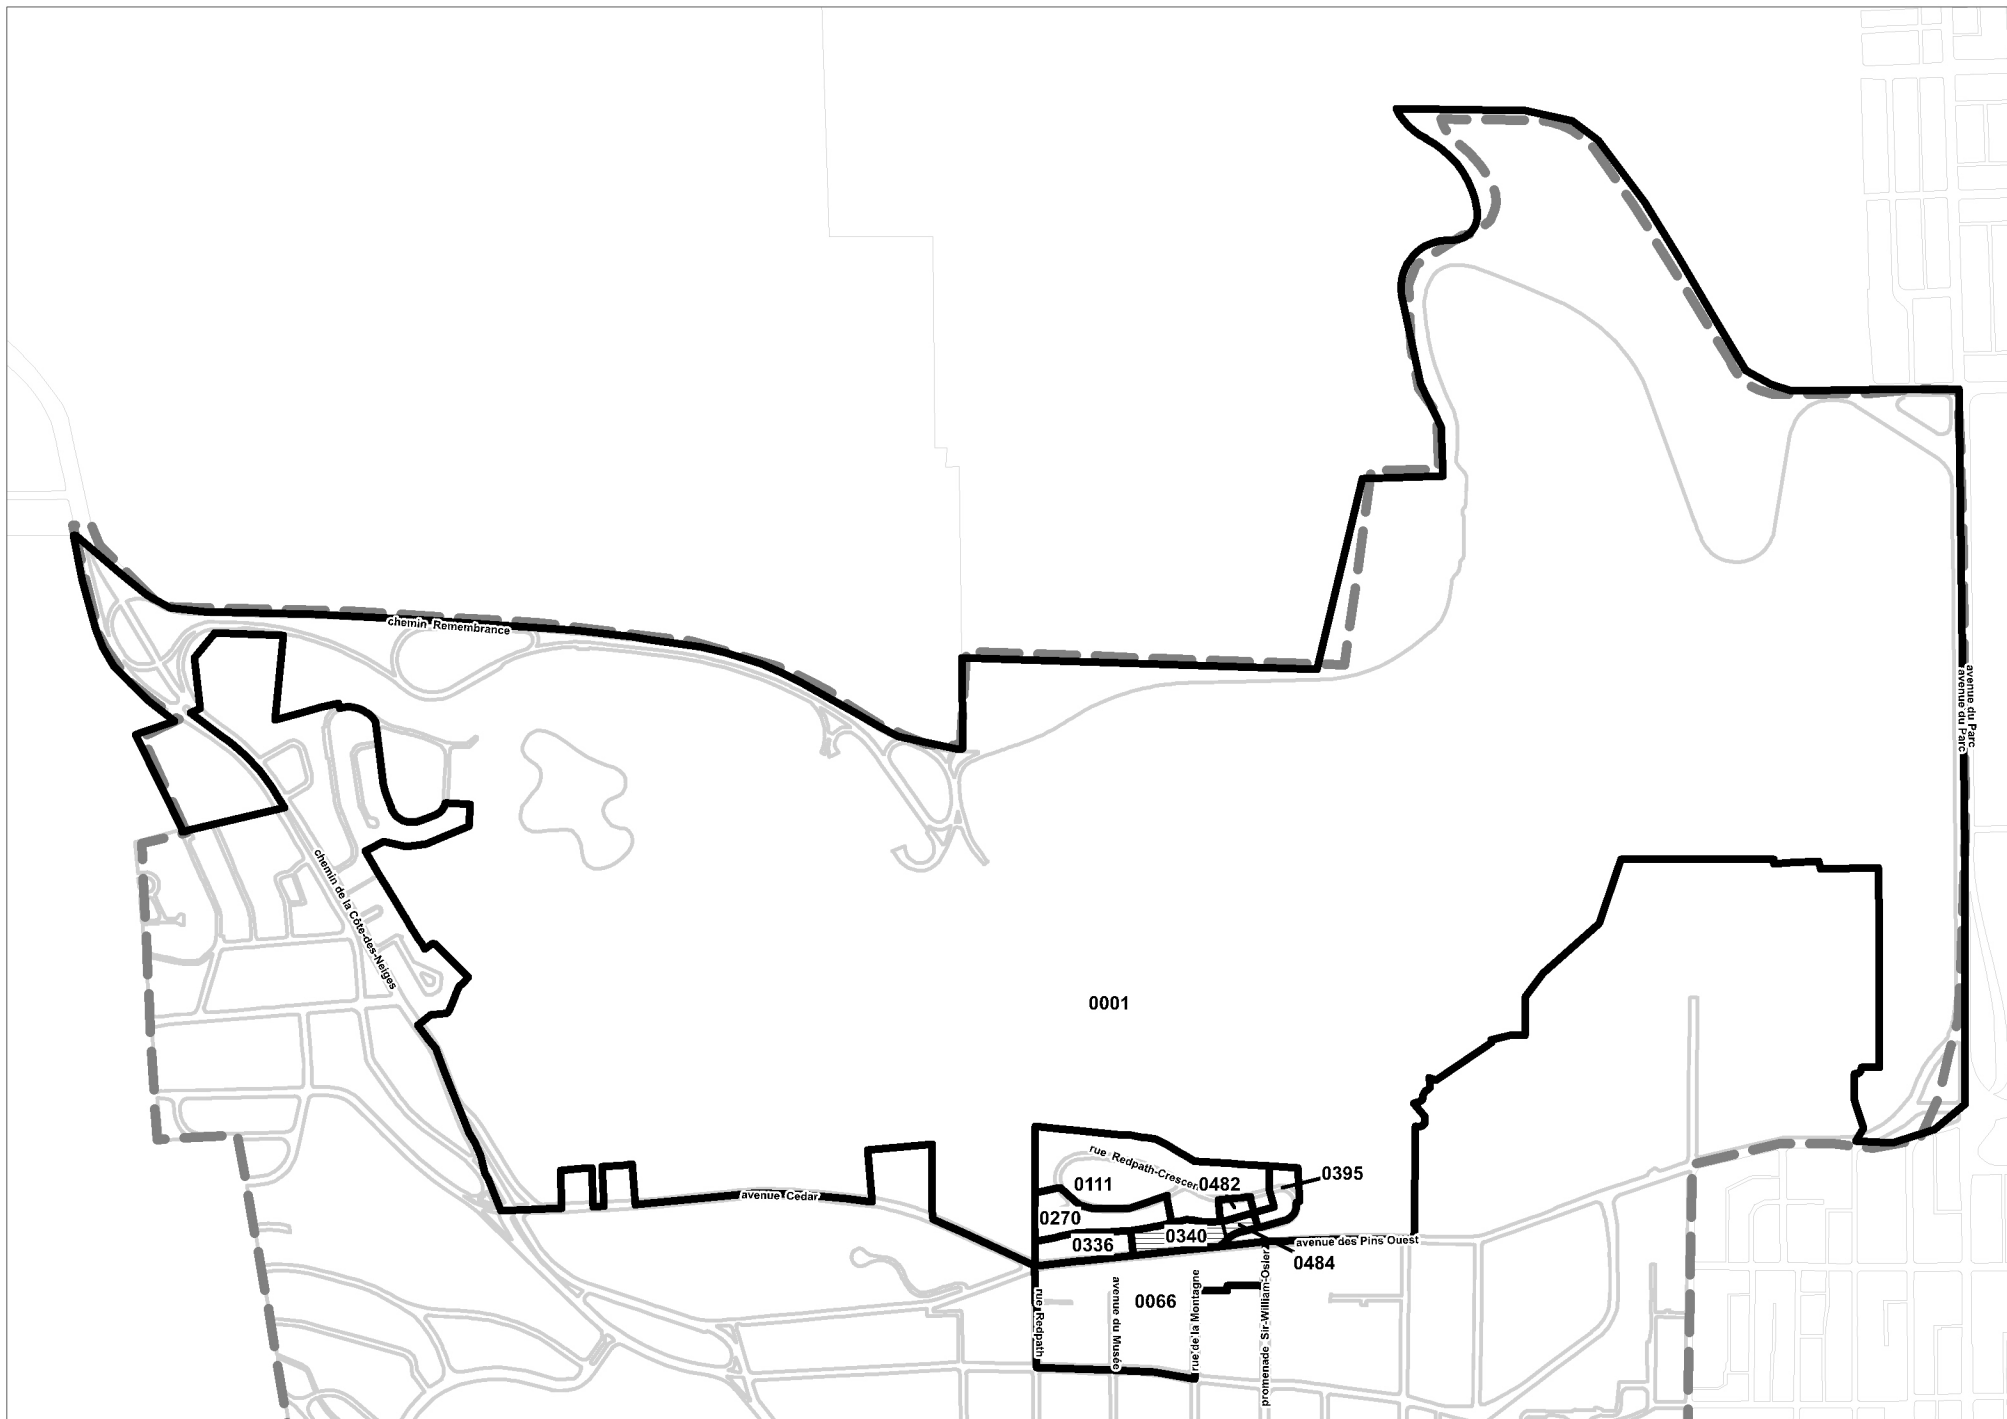 chemin Remembrance
avenue du Parc
avenue du Parc
chemin de la Côte-des-Neiges
0001
rue Redpath-Crescent
0395
0111
0482
avenue Cedar
0270
0340
0336
avenue des Pins Ouest
0484
0066
rue Redpath
avenue du Musée
rue de la Montagne
promenade Sir-William-Osler